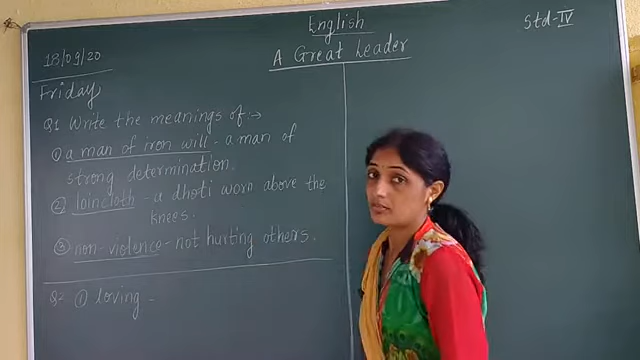 English
Std-IV
A Great Leader
18/09/20
Friday
Q1 Write the meanings of:→
① a man of iron will - a man of
strong determination.
② loincloth - a dhoti worn above the
knees.
③ non-violence - not hurting others.
Q2 ① loving -